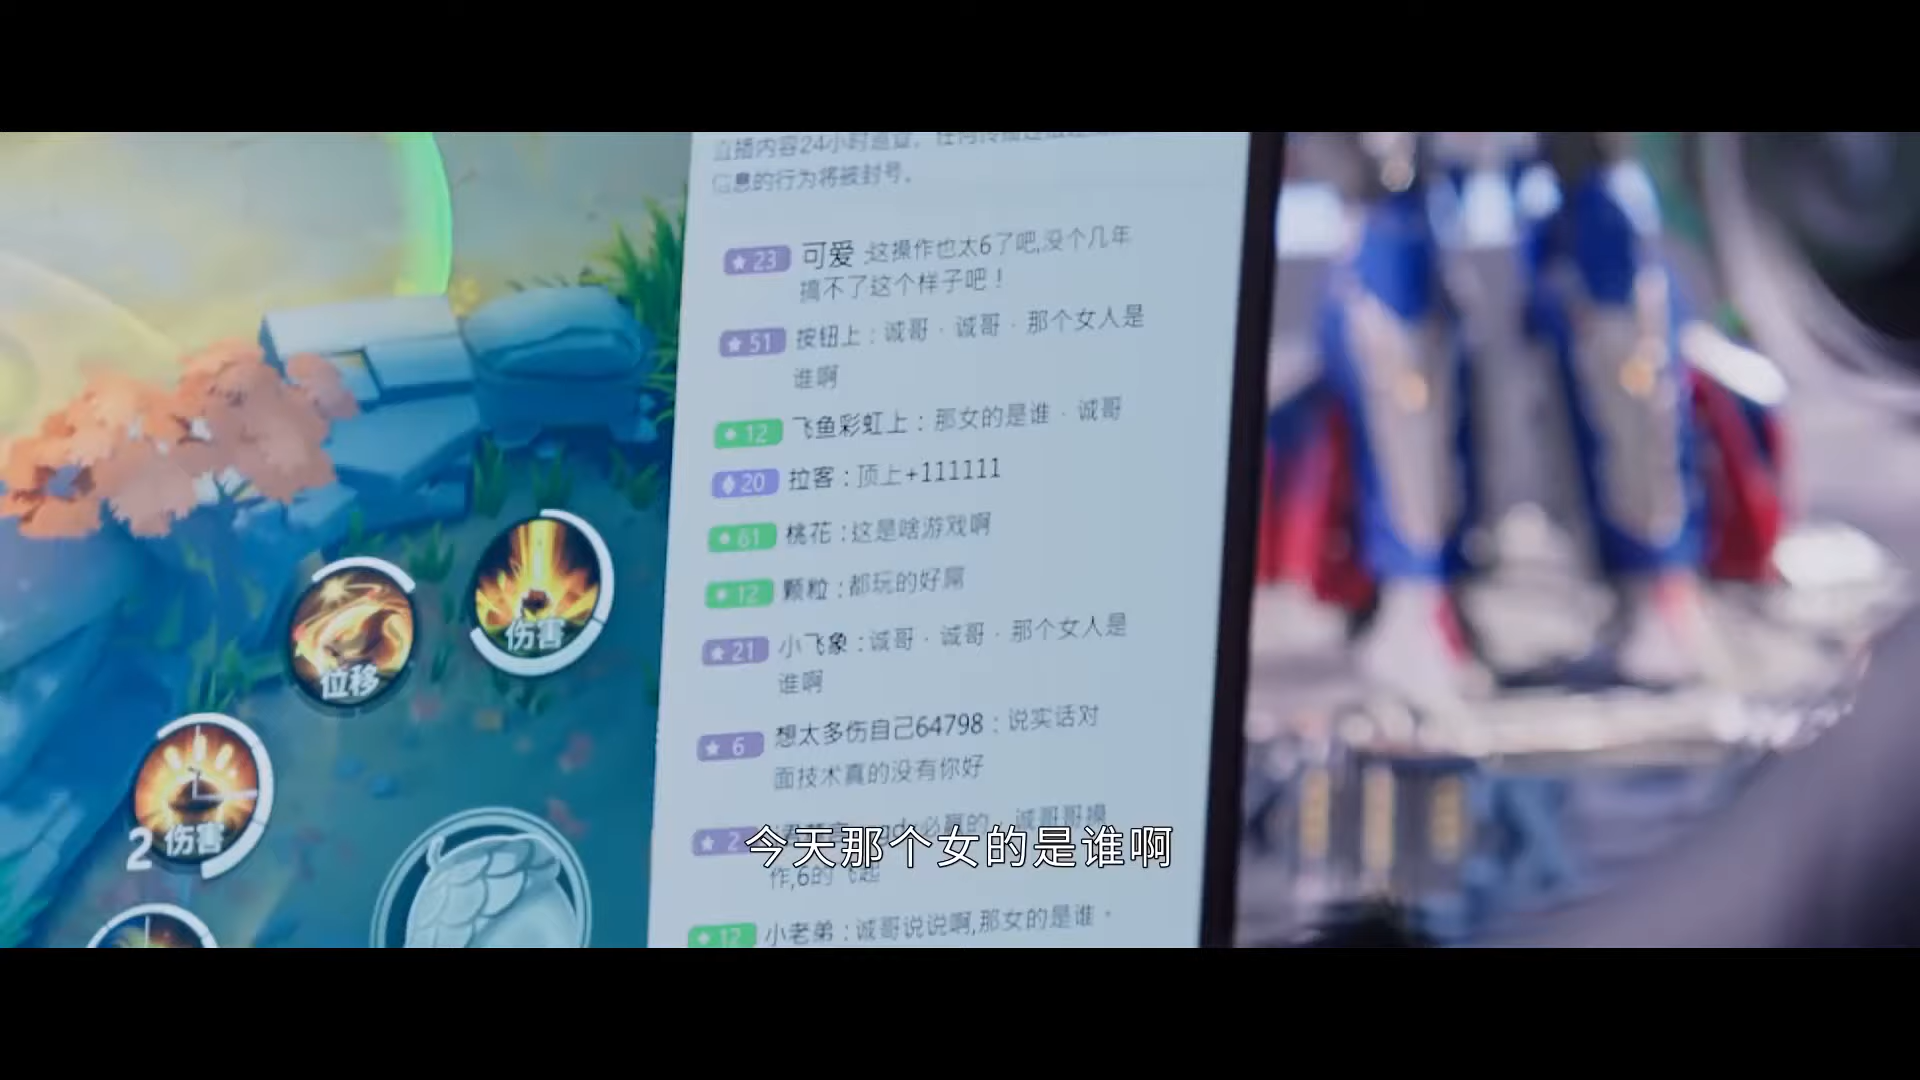 直播内容24小时巡查，任何传播
信息的行为将被封号。
23 可爱:这操作也太6了吧,没个几年
搞不了这个样子吧！
51 按钮上：诚哥·诚哥·那个女人是
谁啊
12 飞鱼彩虹上：那女的是谁·诚哥
20 拉客：顶上+111111
61 桃花:这是啥游戏啊
12 颗粒:都玩的好屌
21 小飞象:诚哥·诚哥·那个女人是
谁啊
6 想太多伤自己64798：说实话对
面技术真的没有你好
必赢的：诚哥哥操
作,6的飞起
12 小老弟:诚哥说说啊,那女的是谁·
伤害
位移
2 伤害
今天那个女的是谁啊